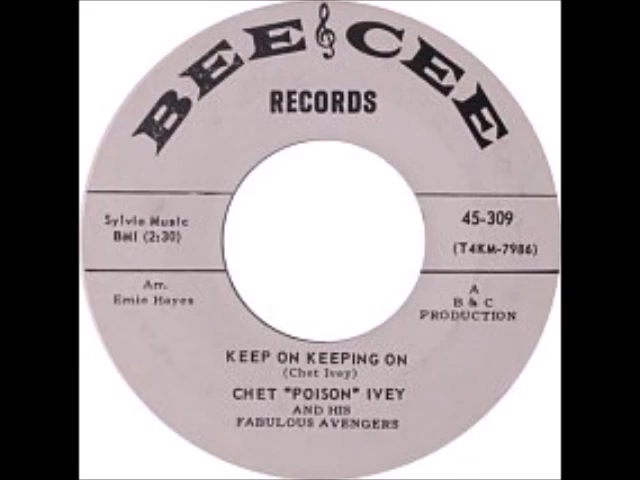 BEE CEE
RECORDS
Sylvia Music
BMI (2:30)
45-309
(T4KM-7986)
Arr.
Ernie Hayes
A
B & C
PRODUCTION
KEEP ON KEEPING ON
(Chet Ivey)
CHET "POISON" IVEY
AND HIS
FABULOUS AVENGERS